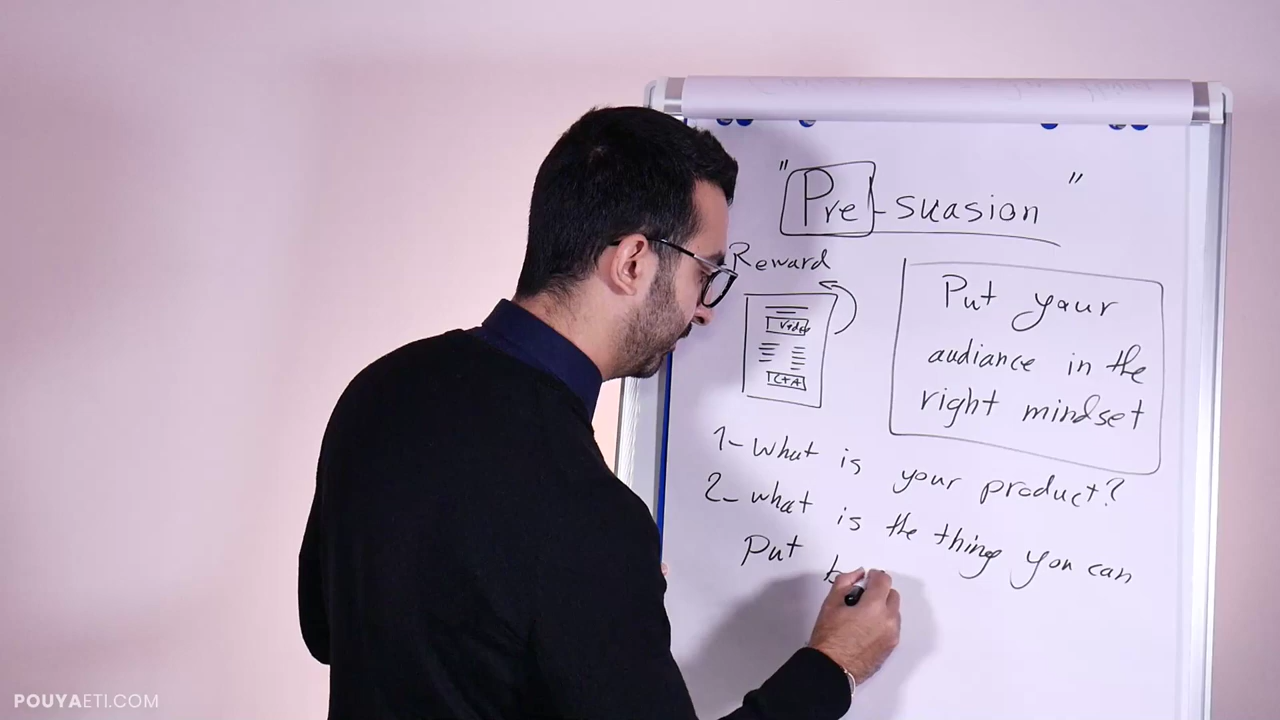 "Pre-suasion"
Reward
Video
C+A
Put your
audiance in the
right mindset
1- What is your product?
2- what is the thing you can
Put
POUYAETI.COM